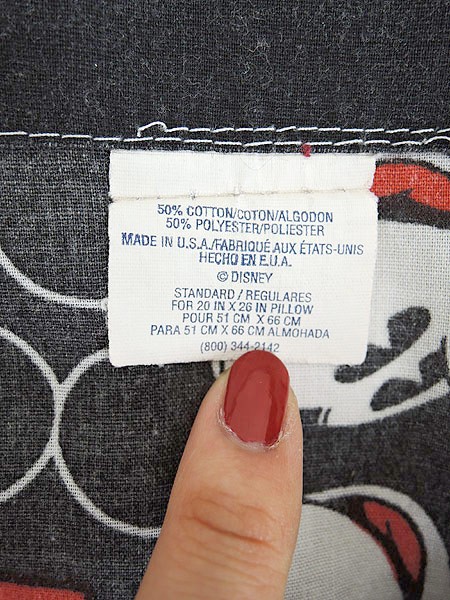 50% COTTON/COTON/ALGODON
50% POLYESTER/POLIESTER
MADE IN U.S.A./FABRIQUÉ AUX ÉTATS-UNIS
HECHO EN E.U.A.
© DISNEY
STANDARD / REGULARES
FOR 20 IN X 26 IN PILLOW
POUR 51 CM X 66 CM
PARA 51 CM X 66 CM ALMOHADA
(800) 344-2142